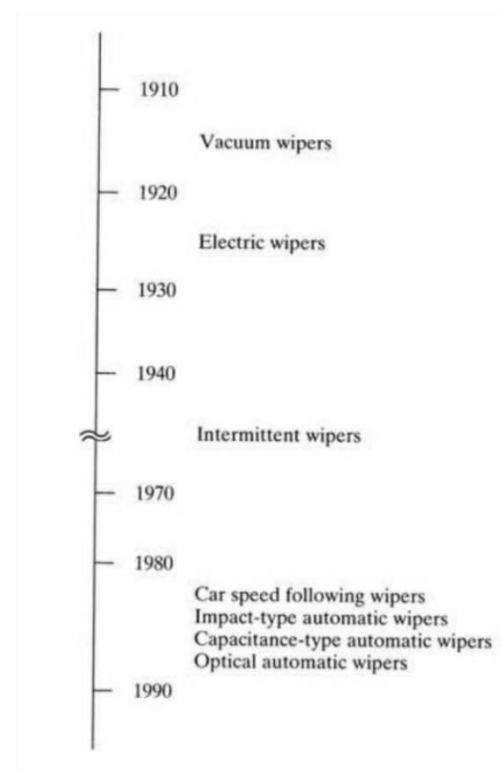 1910
Vacuum wipers
1920
Electric wipers
1930
1940
Intermittent wipers
1970
1980
Car speed following wipers
Impact-type automatic wipers
Capacitance-type automatic wipers
Optical automatic wipers
1990